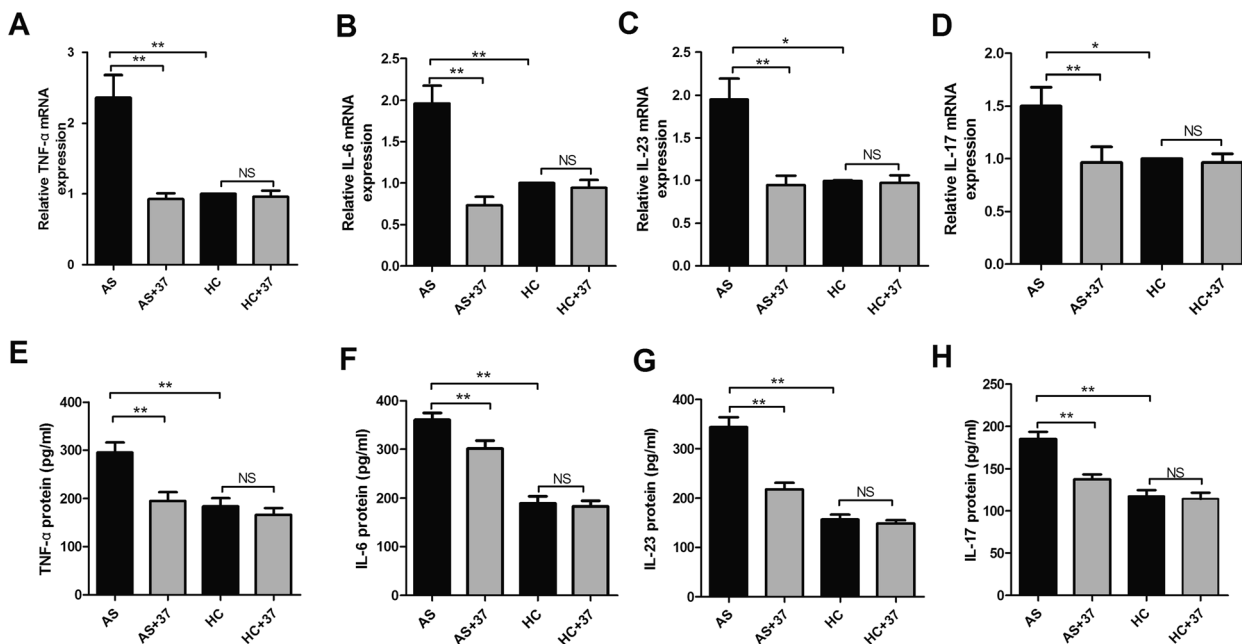 A
Relative TNF-α mRNA
expression
3
2
1
0
**
**
NS
AS
AS+37
HC
HC+37
B
Relative IL-6 mRNA
expression
2.5
2.0
1.5
1.0
0.5
0.0
**
**
NS
AS
AS+37
HC
HC+37
C
Relative IL-23 mRNA
expression
2.5
2.0
1.5
1.0
0.5
0.0
*
**
NS
AS
AS+37
HC
HC+37
D
Relative IL-17 mRNA
expression
2.0
1.5
1.0
0.5
0.0
*
**
NS
AS
AS+37
HC
HC+37
E
TNF-α protein (pg/ml)
400
300
200
100
0
**
**
NS
AS
AS+37
HC
HC+37
F
IL-6 protein (pg/ml)
400
300
200
100
0
**
**
NS
AS
AS+37
HC
HC+37
G
IL-23 protein (pg/ml)
400
300
200
100
0
**
**
NS
AS
AS+37
HC
HC+37
H
IL-17 protein (pg/ml)
250
200
150
100
50
0
**
**
NS
AS
AS+37
HC
HC+37